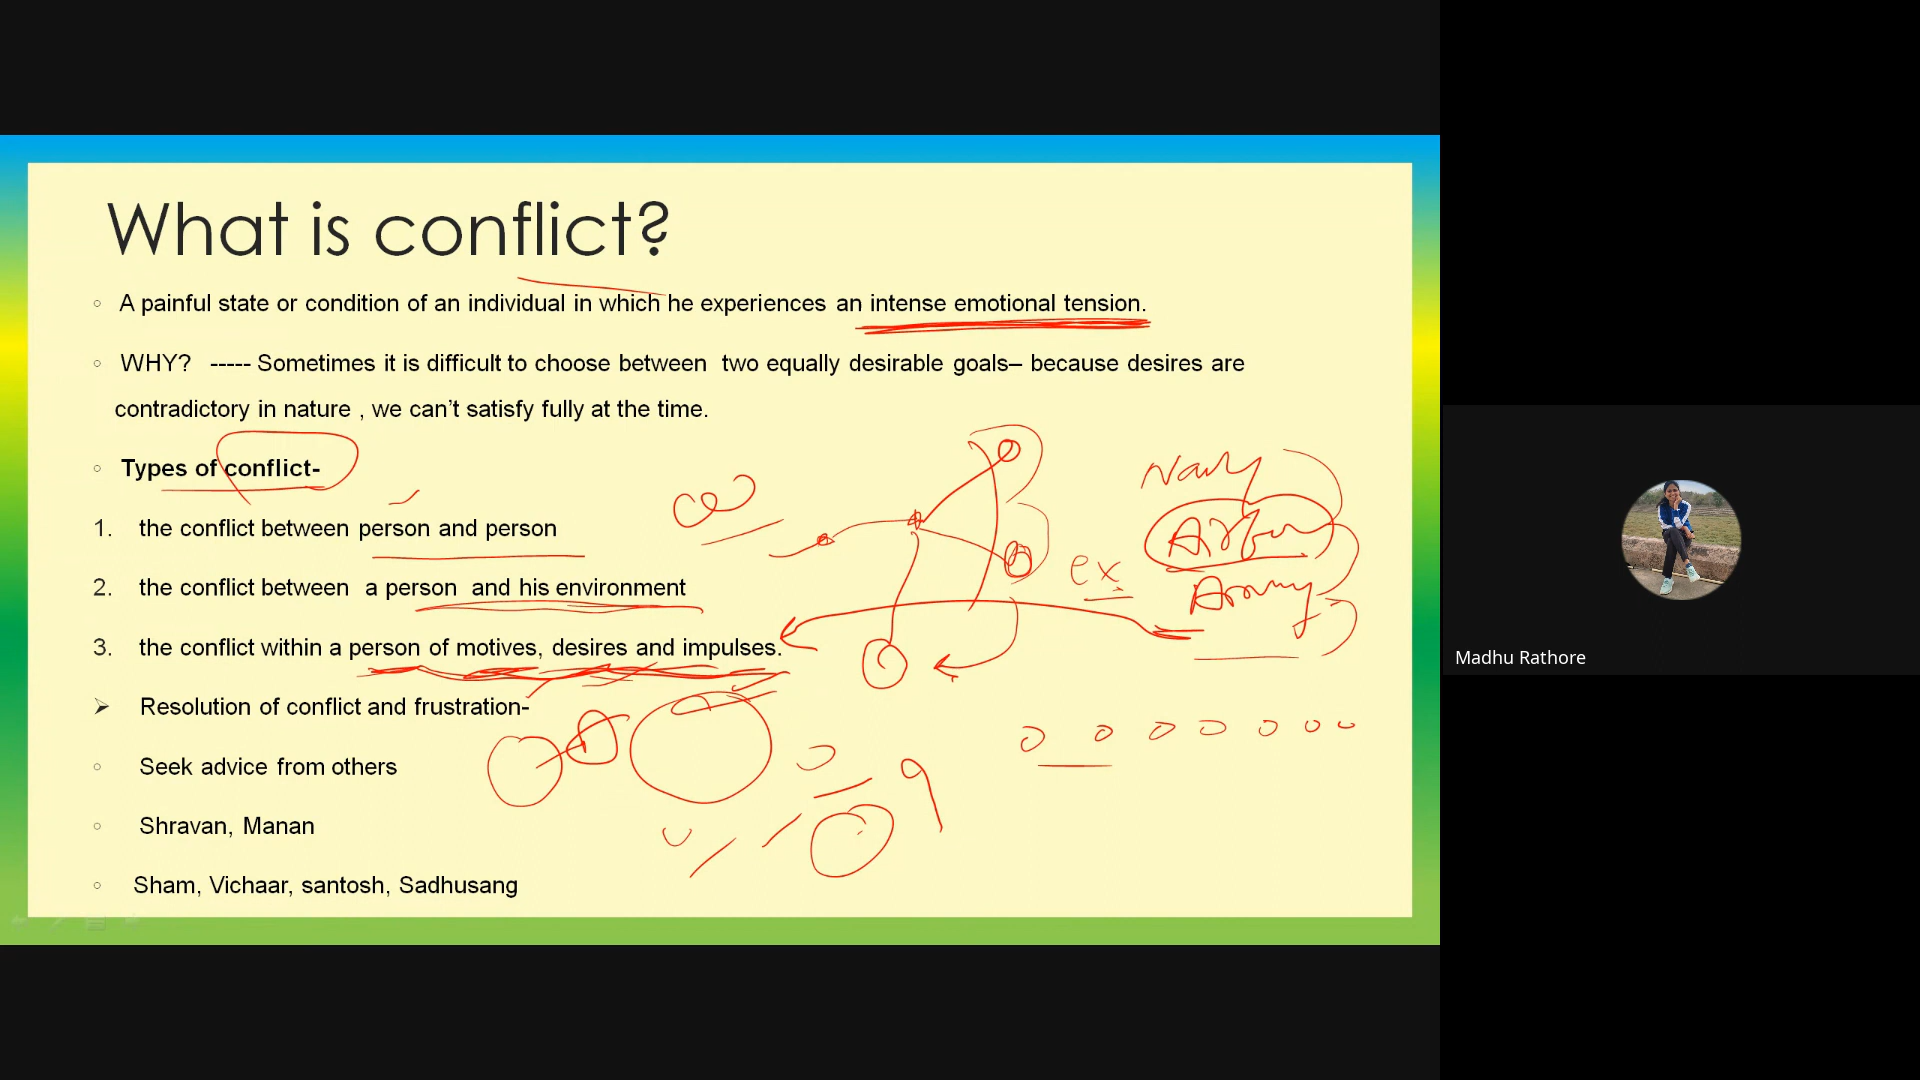 What is conflict?
A painful state or condition of an individual in which he experiences an intense emotional tension.
WHY? ----- Sometimes it is difficult to choose between two equally desirable goals– because desires are
contradictory in nature , we can’t satisfy fully at the time.
Types of conflict-
Navy
1. the conflict between person and person
Airforce
2. the conflict between a person and his environment
ex
Army
3. the conflict within a person of motives, desires and impulses.
Madhu Rathore
Resolution of conflict and frustration-
Seek advice from others
Shravan, Manan
Sham, Vichaar, santosh, Sadhusang